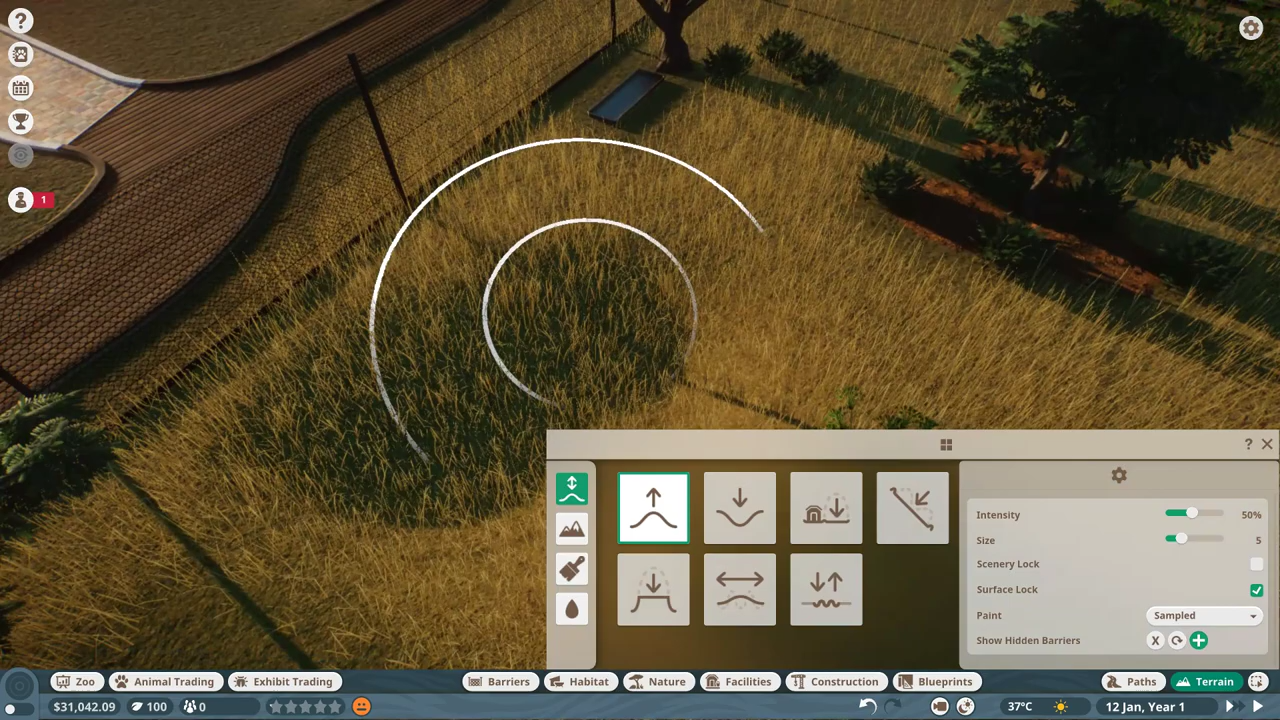 1
Intensity 50%
Size 5
Scenery Lock
Surface Lock
Paint Sampled
Show Hidden Barriers
Zoo Animal Trading Exhibit Trading Barriers Habitat Nature Facilities Construction Blueprints Paths Terrain
$31,042.09 100 0 37°C 12 Jan, Year 1